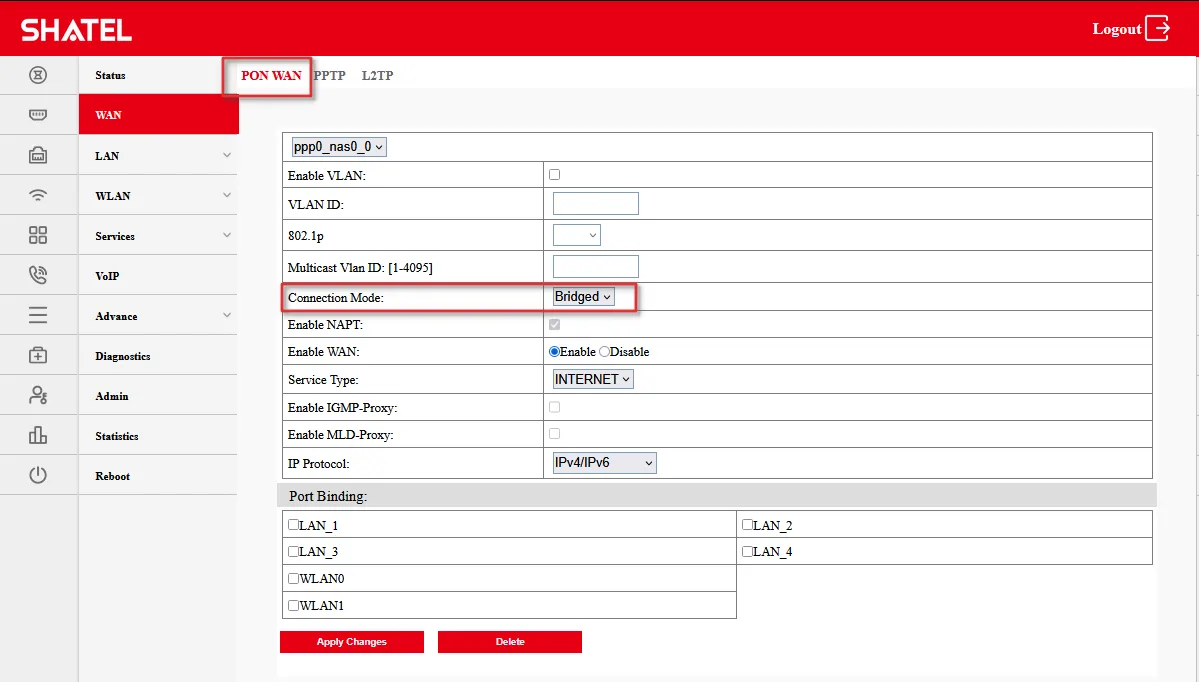 SHATEL
Logout
Status
WAN
LAN
WLAN
Services
VoIP
Advance
Diagnostics
Admin
Statistics
Reboot
PON WAN PPTP L2TP
ppp0_nas0_0
Enable VLAN:
VLAN ID:
802.1p
Multicast Vlan ID: [1-4095]
Connection Mode: Bridged
Enable NAPT:
Enable WAN: Enable Disable
Service Type: INTERNET
Enable IGMP-Proxy:
Enable MLD-Proxy:
IP Protocol: IPv4/IPv6
Port Binding:
LAN_1 LAN_2
LAN_3 LAN_4
WLAN0
WLAN1
Apply Changes Delete